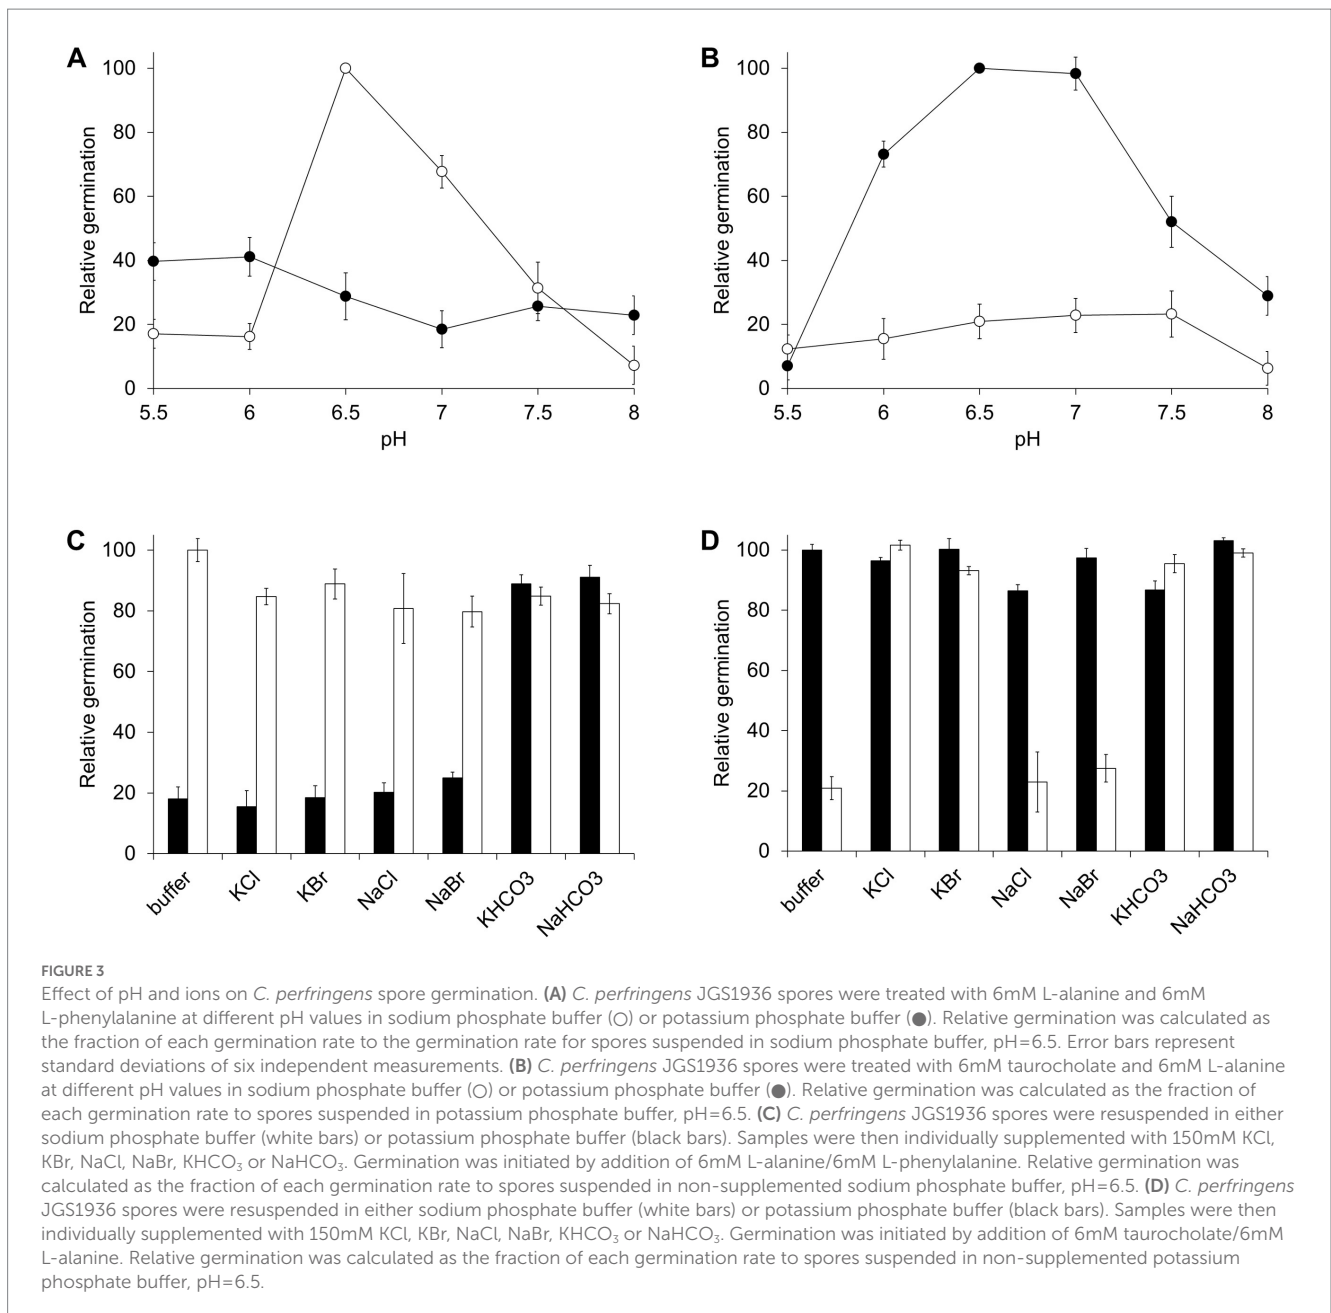 A
Relative germination
100
80
60
40
20
0
5.5 6 6.5 7 7.5 8
pH
B
Relative germination
100
80
60
40
20
0
5.5 6 6.5 7 7.5 8
pH
C
Relative germination
100
80
60
40
20
0
buffer KCl KBr NaCl NaBr KHCO3 NaHCO3
D
Relative germination
100
80
60
40
20
0
buffer KCl KBr NaCl NaBr KHCO3 NaHCO3
FIGURE 3
Effect of pH and ions on C. perfringens spore germination. (A) C. perfringens JGS1936 spores were treated with 6mM L-alanine and 6mM
L-phenylalanine at different pH values in sodium phosphate buffer (○) or potassium phosphate buffer (●). Relative germination was calculated as
the fraction of each germination rate to the germination rate for spores suspended in sodium phosphate buffer, pH=6.5. Error bars represent
standard deviations of six independent measurements. (B) C. perfringens JGS1936 spores were treated with 6mM taurocholate and 6mM L-alanine
at different pH values in sodium phosphate buffer (○) or potassium phosphate buffer (●). Relative germination was calculated as the fraction of
each germination rate to spores suspended in potassium phosphate buffer, pH=6.5. (C) C. perfringens JGS1936 spores were resuspended in either
sodium phosphate buffer (white bars) or potassium phosphate buffer (black bars). Samples were then individually supplemented with 150mM KCl,
KBr, NaCl, NaBr, KHCO₃ or NaHCO₃. Germination was initiated by addition of 6mM L-alanine/6mM L-phenylalanine. Relative germination was
calculated as the fraction of each germination rate to spores suspended in non-supplemented sodium phosphate buffer, pH=6.5. (D) C. perfringens
JGS1936 spores were resuspended in either sodium phosphate buffer (white bars) or potassium phosphate buffer (black bars). Samples were then
individually supplemented with 150mM KCl, KBr, NaCl, NaBr, KHCO₃ or NaHCO₃. Germination was initiated by addition of 6mM taurocholate/6mM
L-alanine. Relative germination was calculated as the fraction of each germination rate to spores suspended in non-supplemented potassium
phosphate buffer, pH=6.5.